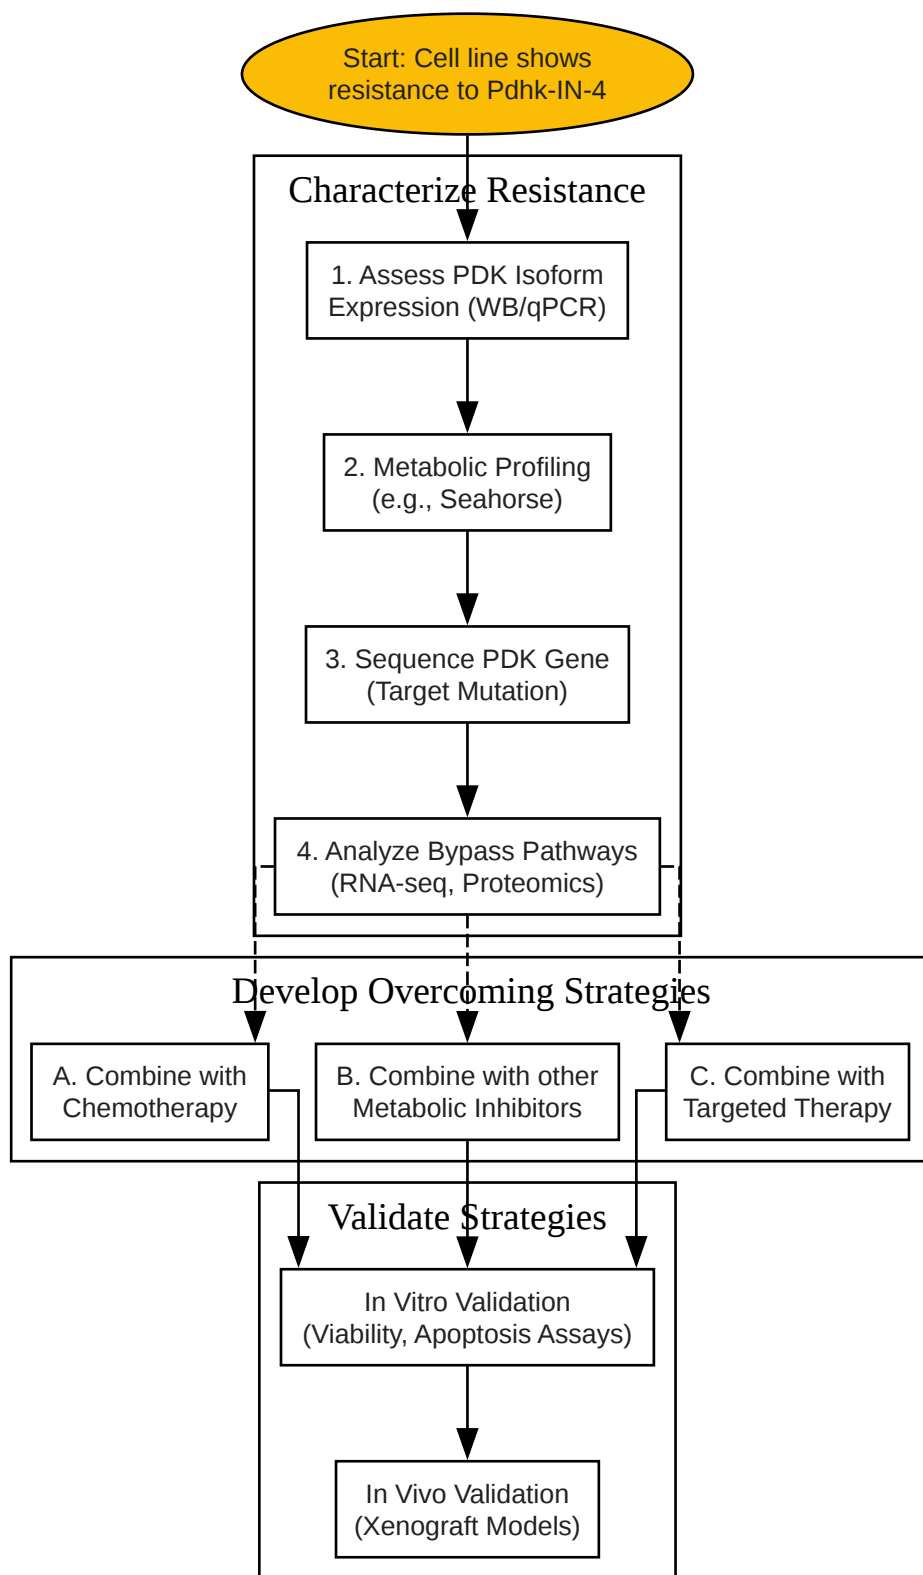 Start: Cell line shows
resistance to Pdhk-IN-4
Characterize Resistance
1. Assess PDK Isoform
Expression (WB/qPCR)
2. Metabolic Profiling
(e.g., Seahorse)
3. Sequence PDK Gene
(Target Mutation)
4. Analyze Bypass Pathways
(RNA-seq, Proteomics)
Develop Overcoming Strategies
A. Combine with
Chemotherapy
B. Combine with other
Metabolic Inhibitors
C. Combine with
Targeted Therapy
Validate Strategies
In Vitro Validation
(Viability, Apoptosis Assays)
In Vivo Validation
(Xenograft Models)